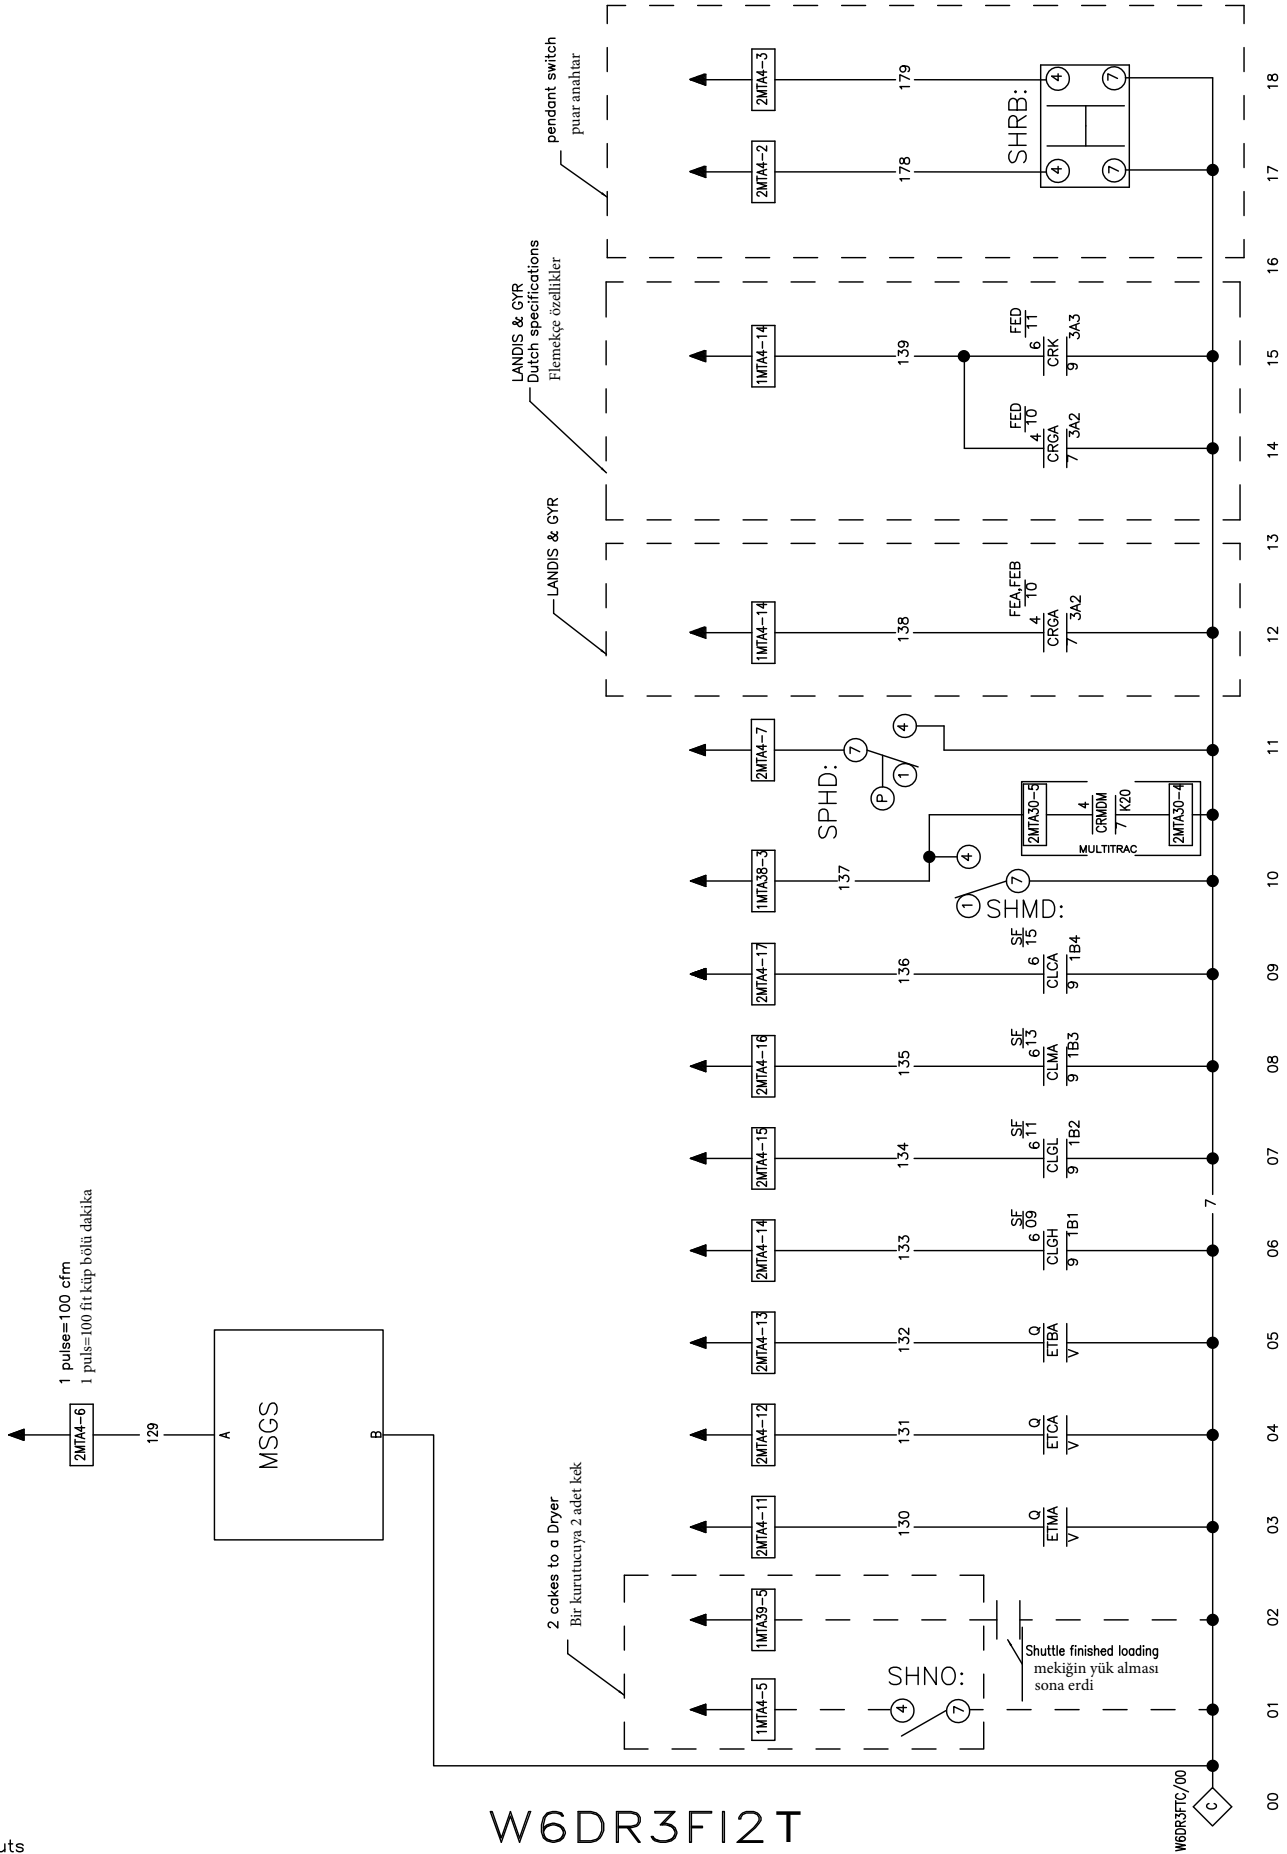 1 pulse=100 cfm
1 puls=100 fit küp bölü dakika
2MTA4-6
129
A
MSGS
B
2 cakes to a Dryer
Bir kurutucuya 2 adet kek
LANDIS & GYR
LANDIS & GYR
Dutch specifications
Flemekçe özellikler
pendant switch
puar anahtar
1MTA4-5
1MTA39-5
2MTA4-11
2MTA4-12
2MTA4-13
2MTA4-14
2MTA4-15
2MTA4-16
2MTA4-17
1MTA38-3
2MTA4-7
1MTA4-14
1MTA4-14
2MTA4-2
2MTA4-3
130
131
132
133
134
135
136
137
138
139
178
179
SHNO:
4
7
Shuttle finished loading
mekiğin yük alması
sona erdi
Q
ETMA
V
Q
ETCA
V
Q
ETBA
V
SF
09
6
CLGH
9
1B1
SF
11
6
CLGL
9
1B2
SF
13
6
CLMA
9
1B3
SF
15
6
CLCA
9
1B4
SHMD:
1
7
4
2MTA30-5
4
CRMDM
7
K20
2MTA30-4
MULTITRAC
SPHD:
P
7
1
4
FEA,FEB
10
4
CRGA
7
3A2
FED
10
4
CRGA
7
3A2
FED
11
6
CRK
9
3A3
SHRB:
4
7
4
7
7
W6DR3FTC/00
C
00
01
02
03
04
05
06
07
08
09
10
11
12
13
14
15
16
17
18
W6DR3FI2T
uts